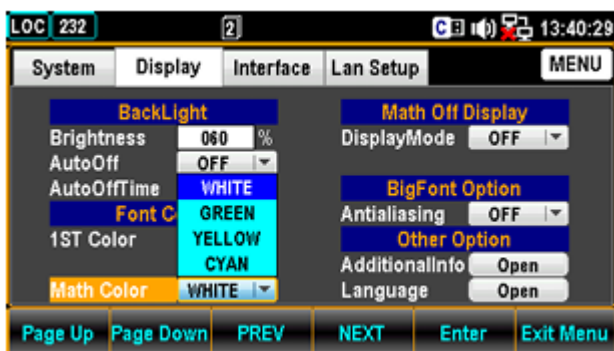 LOC 232 2 C 13:40:29
System Display Interface Lan Setup MENU
BackLight
Brightness 060 %
AutoOff OFF
AutoOffTime
WHITE
GREEN
YELLOW
CYAN
Font C
1ST Color
Math Color WHITE
Math Off Display
DisplayMode OFF
BigFont Option
Antialiasing OFF
Other Option
AdditionalInfo Open
Language Open
Page Up Page Down PREV NEXT Enter Exit Menu